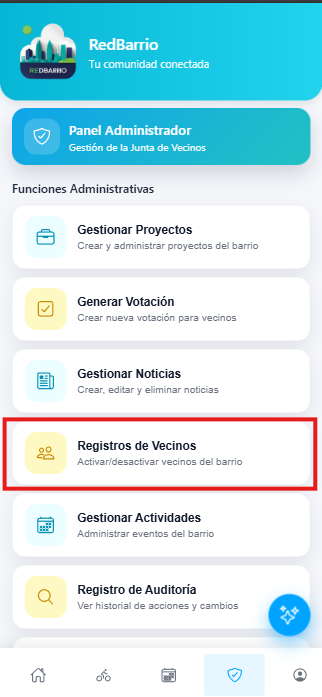 RedBarrio
Tu comunidad conectada
REDBARRIO
Panel Administrador
Gestión de la Junta de Vecinos
Funciones Administrativas
Gestionar Proyectos
Crear y administrar proyectos del barrio
Generar Votación
Crear nueva votación para vecinos
Gestionar Noticias
Crear, editar y eliminar noticias
Registros de Vecinos
Activar/desactivar vecinos del barrio
Gestionar Actividades
Administrar eventos del barrio
Registro de Auditoría
Ver historial de acciones y cambios